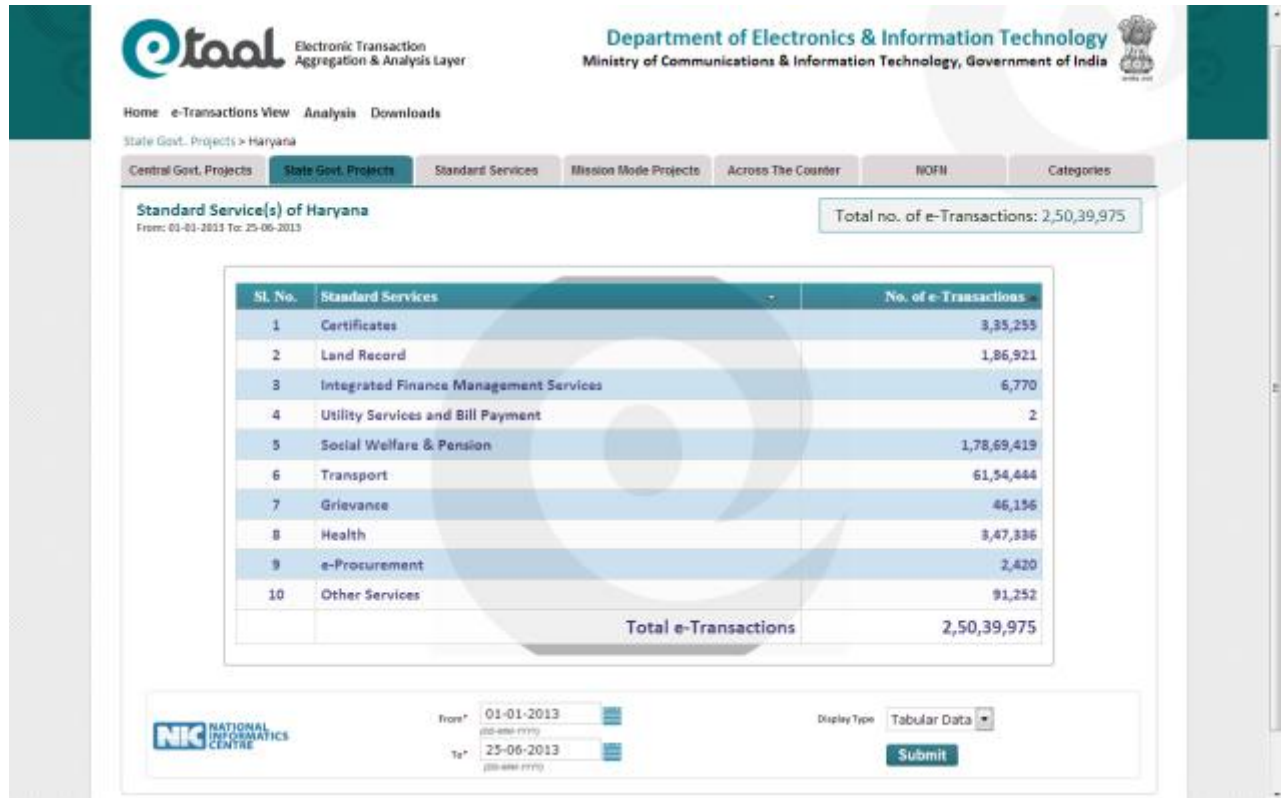 etaal Electronic Transaction
Aggregation & Analysis Layer
Department of Electronics & Information Technology
Ministry of Communications & Information Technology, Government of India
Home e-Transactions View Analysis Downloads
State Govt. Projects > Haryana
Central Govt. Projects State Govt. Projects Standard Services Mission Mode Projects Across The Counter NOFN Categories
Standard Service(s) of Haryana
From: 01-01-2013 To: 25-06-2013
Total no. of e-Transactions: 2,50,39,975
Sl. No. Standard Services No. of e-Transactions
1 Certificates 3,35,255
2 Land Record 1,86,921
3 Integrated Finance Management Services 6,770
4 Utility Services and Bill Payment 2
5 Social Welfare & Pension 1,78,69,419
6 Transport 61,54,444
7 Grievance 46,156
8 Health 3,47,336
9 e-Procurement 2,420
10 Other Services 91,252
Total e-Transactions 2,50,39,975
NIC NATIONAL
INFORMATICS
CENTRE
From* 01-01-2013
(DD-MM-YYYY)
To* 25-06-2013
(DD-MM-YYYY)
Display Type Tabular Data
Submit